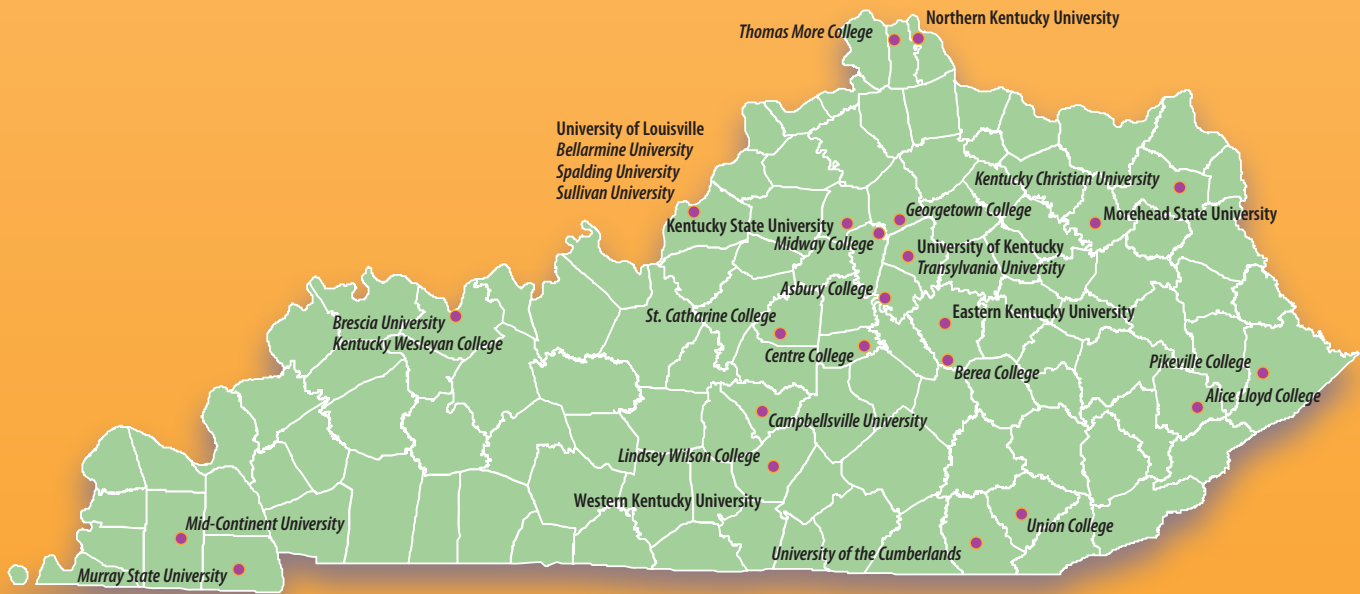 Northern Kentucky University
Thomas More College
University of Louisville
Bellarmine University
Spalding University
Sullivan University
Kentucky Christian University
Georgetown College
Morehead State University
Kentucky State University
Midway College
University of Kentucky
Transylvania University
Asbury College
St. Catharine College
Eastern Kentucky University
Brescia University
Kentucky Wesleyan College
Centre College
Berea College
Pikeville College
Alice Lloyd College
Campbellsville University
Lindsey Wilson College
Western Kentucky University
Mid-Continent University
Union College
University of the Cumberlands
Murray State University